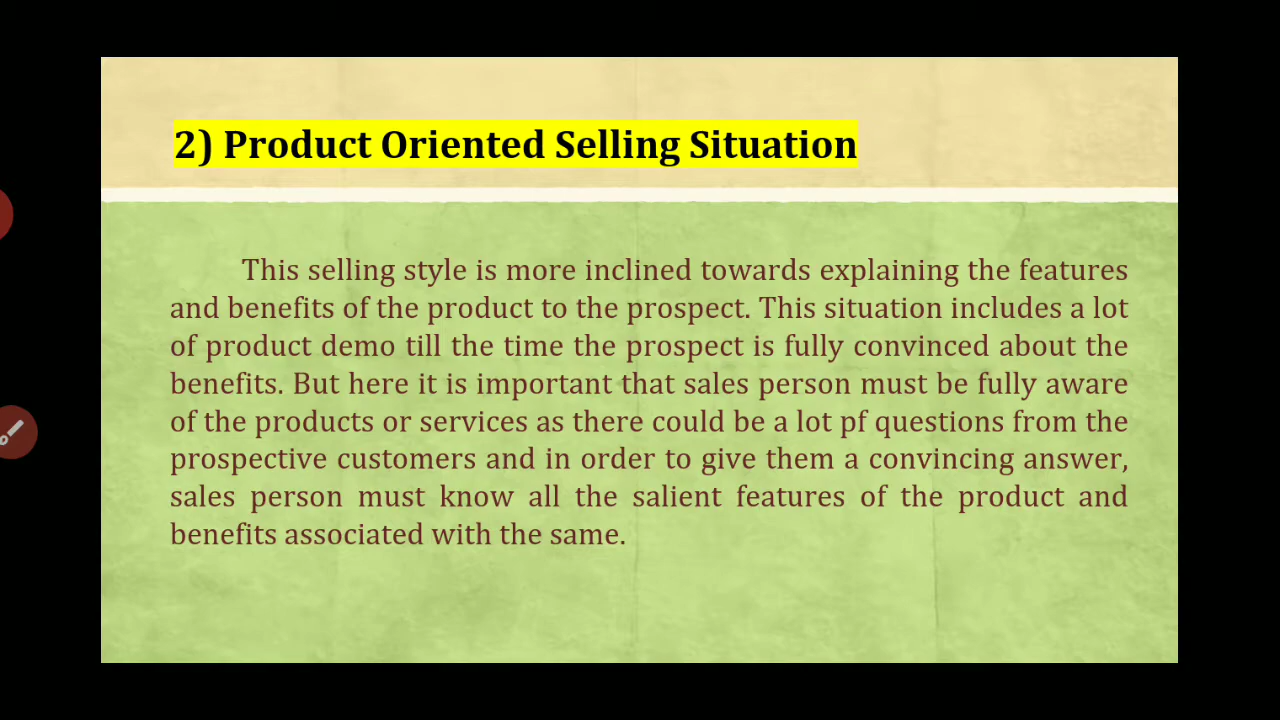 2) Product Oriented Selling Situation
This selling style is more inclined towards explaining the features
and benefits of the product to the prospect. This situation includes a lot
of product demo till the time the prospect is fully convinced about the
benefits. But here it is important that sales person must be fully aware
of the products or services as there could be a lot pf questions from the
prospective customers and in order to give them a convincing answer,
sales person must know all the salient features of the product and
benefits associated with the same.